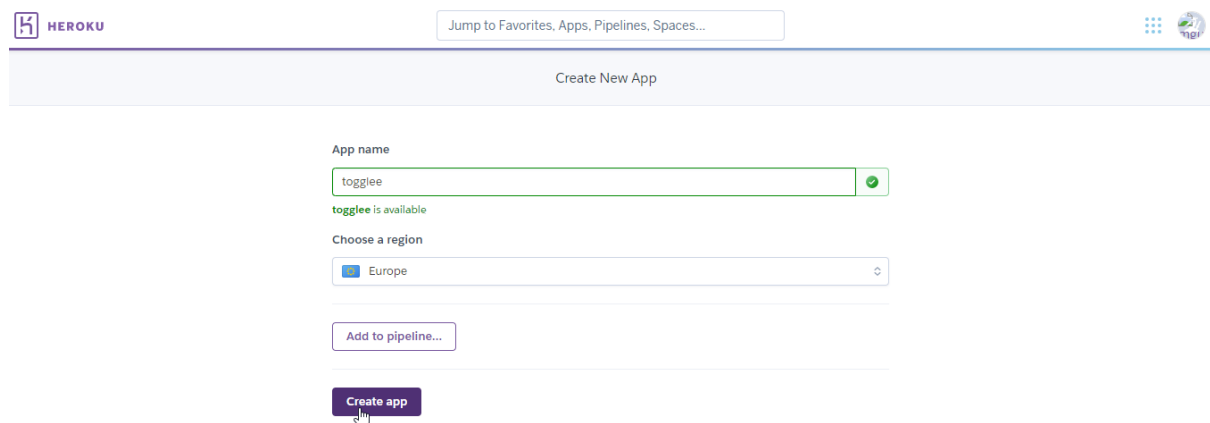 HEROKU
Jump to Favorites, Apps, Pipelines, Spaces...
Create New App
App name
togglee
togglee is available
Choose a region
Europe
Add to pipeline...
Create app